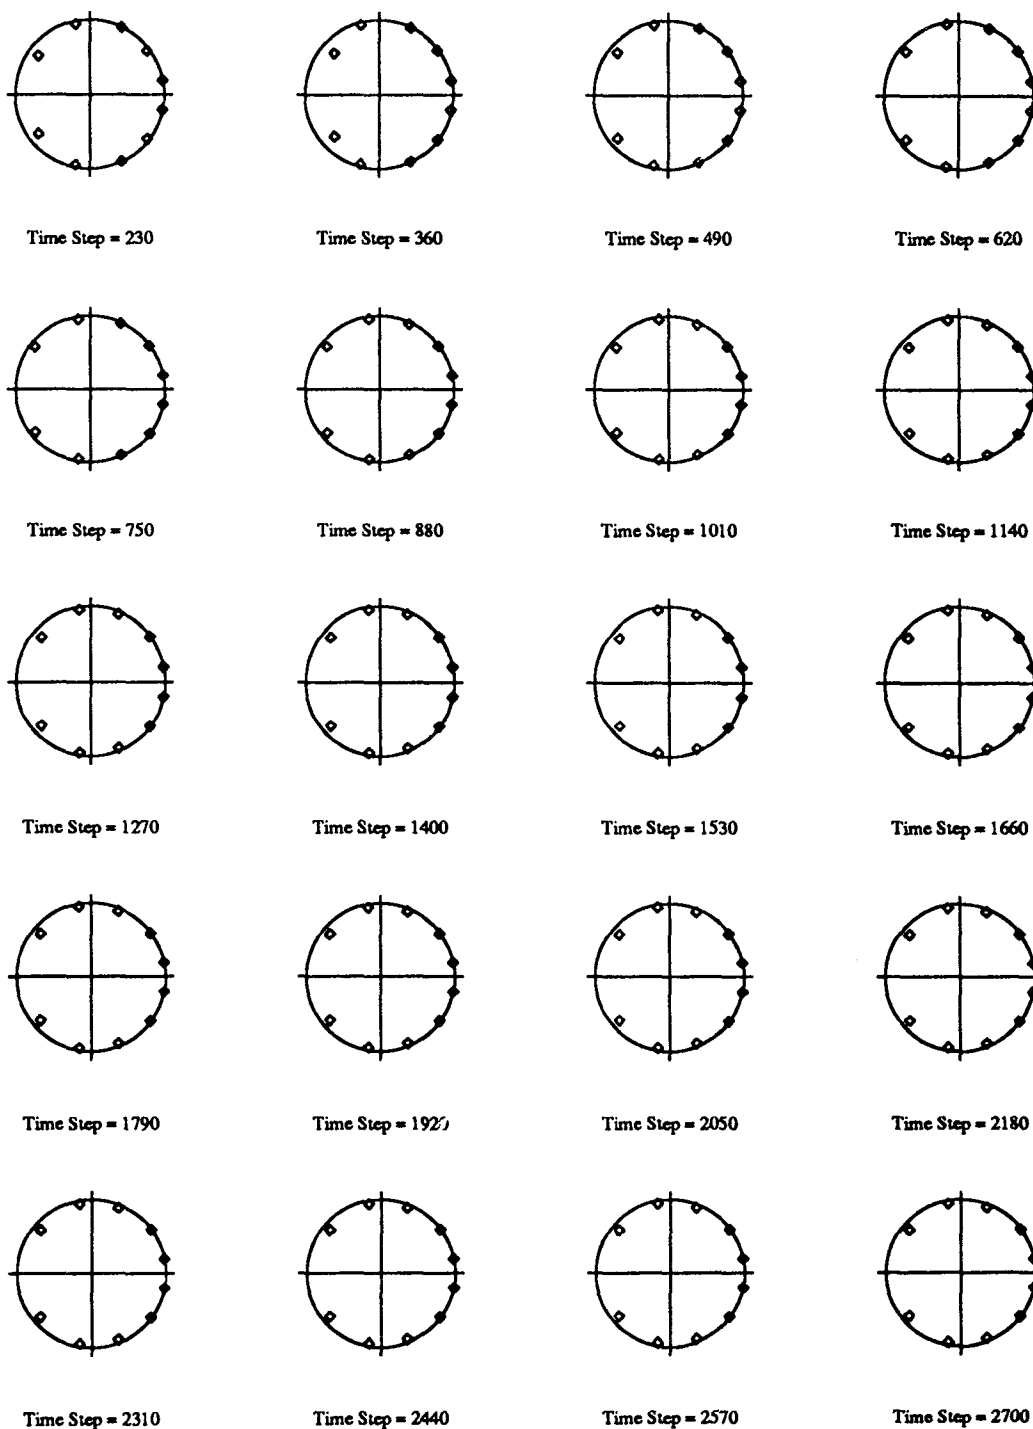 Time Step = 230
Time Step = 360
Time Step = 490
Time Step = 620
Time Step = 750
Time Step = 880
Time Step = 1010
Time Step = 1140
Time Step = 1270
Time Step = 1400
Time Step = 1530
Time Step = 1660
Time Step = 1790
Time Step = 1920
Time Step = 2050
Time Step = 2180
Time Step = 2310
Time Step = 2440
Time Step = 2570
Time Step = 2700